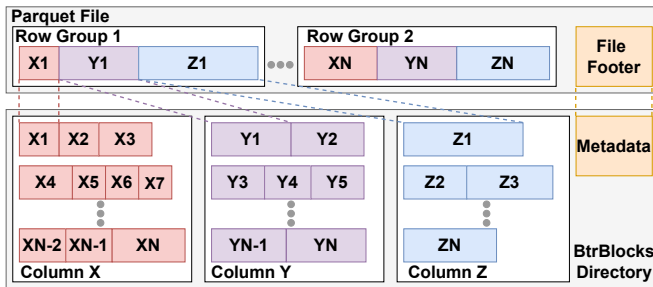 Parquet File
Row Group 1
X1 Y1 Z1
Row Group 2
XN YN ZN
File
Footer
X1 X2 X3
X4 X5 X6 X7
XN-2 XN-1 XN
Column X
Y1 Y2
Y3 Y4 Y5
YN-1 YN
Column Y
Z1
Z2 Z3
ZN
Column Z
Metadata
BtrBlocks
Directory